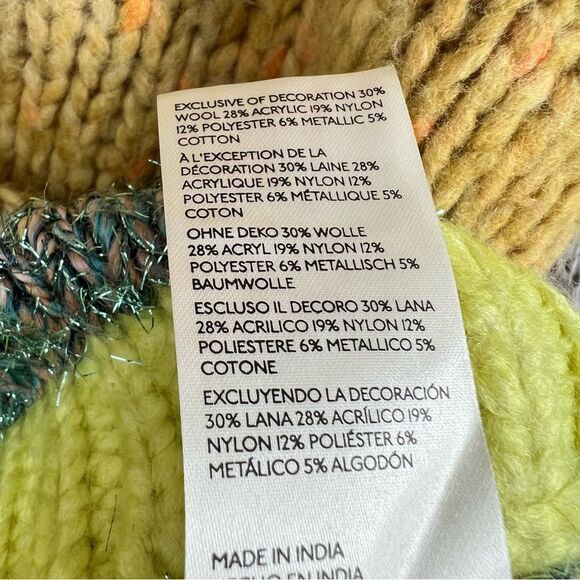 EXCLUSIVE OF DECORATION 30%
WOOL 28% ACRYLIC 19% NYLON
12% POLYESTER 6% METALLIC 5%
COTTON
À L'EXCEPTION DE LA
DÉCORATION 30% LAINE 28%
ACRYLIQUE 19% NYLON 12%
POLYESTER 6% MÉTALLIQUE 5%
COTON
OHNE DEKO 30% WOLLE
28% ACRYL 19% NYLON 12%
POLYESTER 6% METALLISCH 5%
BAUMWOLLE
ESCLUSO IL DECORO 30% LANA
28% ACRILICO 19% NYLON 12%
POLIESTERE 6% METALLICO 5%
COTONE
EXCLUYENDO LA DECORACIÓN
30% LANA 28% ACRÍLICO 19%
NYLON 12% POLIÉSTER 6%
METÁLICO 5% ALGODÓN
MADE IN INDIA
HECHO EN INDIA